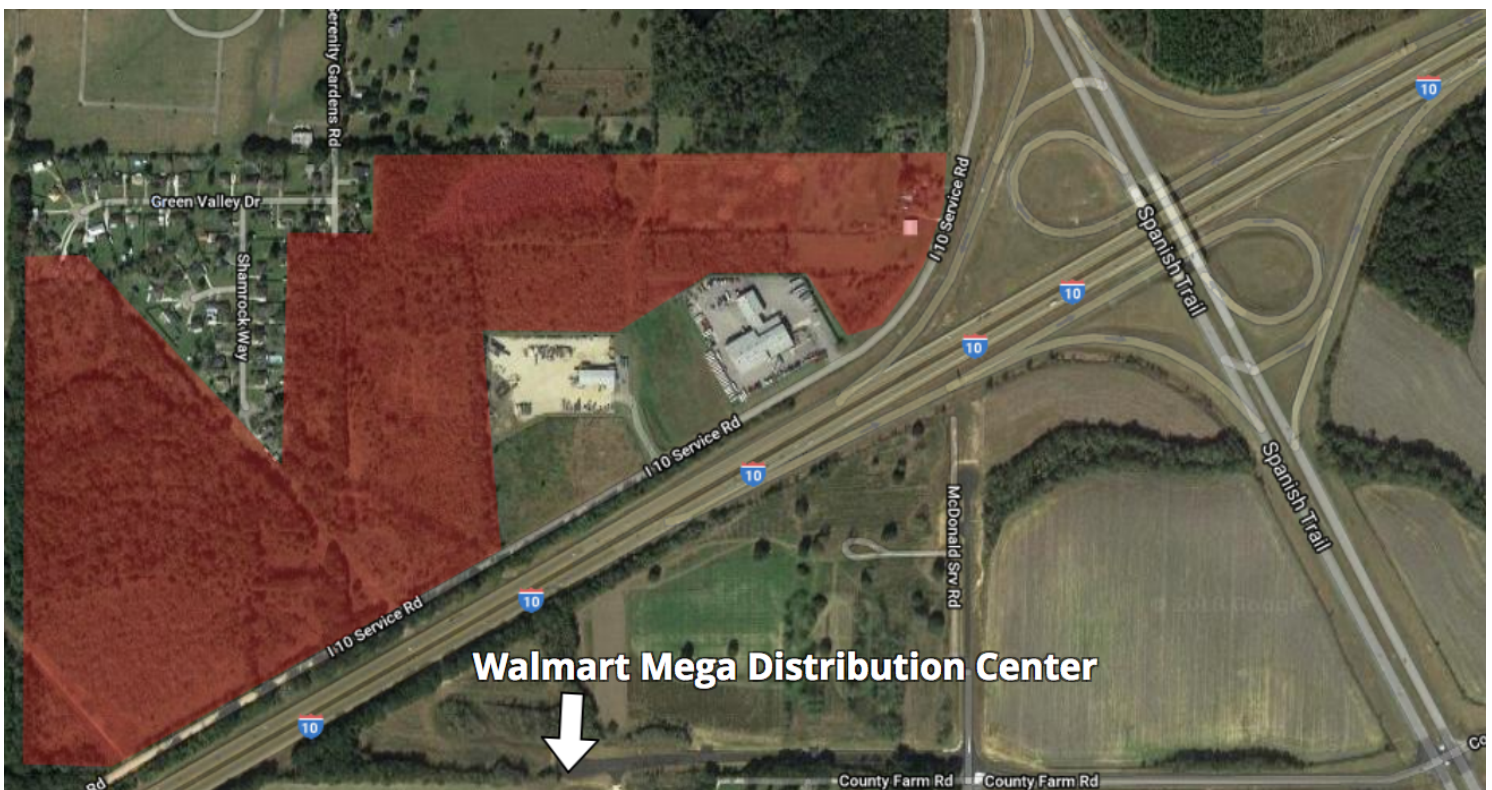 Serenity Gardens Rd
10
Green Valley Dr
I-10 Service Rd
Spanish Trail
Shamrock Way
10
10
I-10 Service Rd
10
Spanish Trail
McDonald Srv Rd
10
I-10 Service Rd
Walmart Mega Distribution Center
10
Co
County Farm Rd
County Farm Rd
Rd